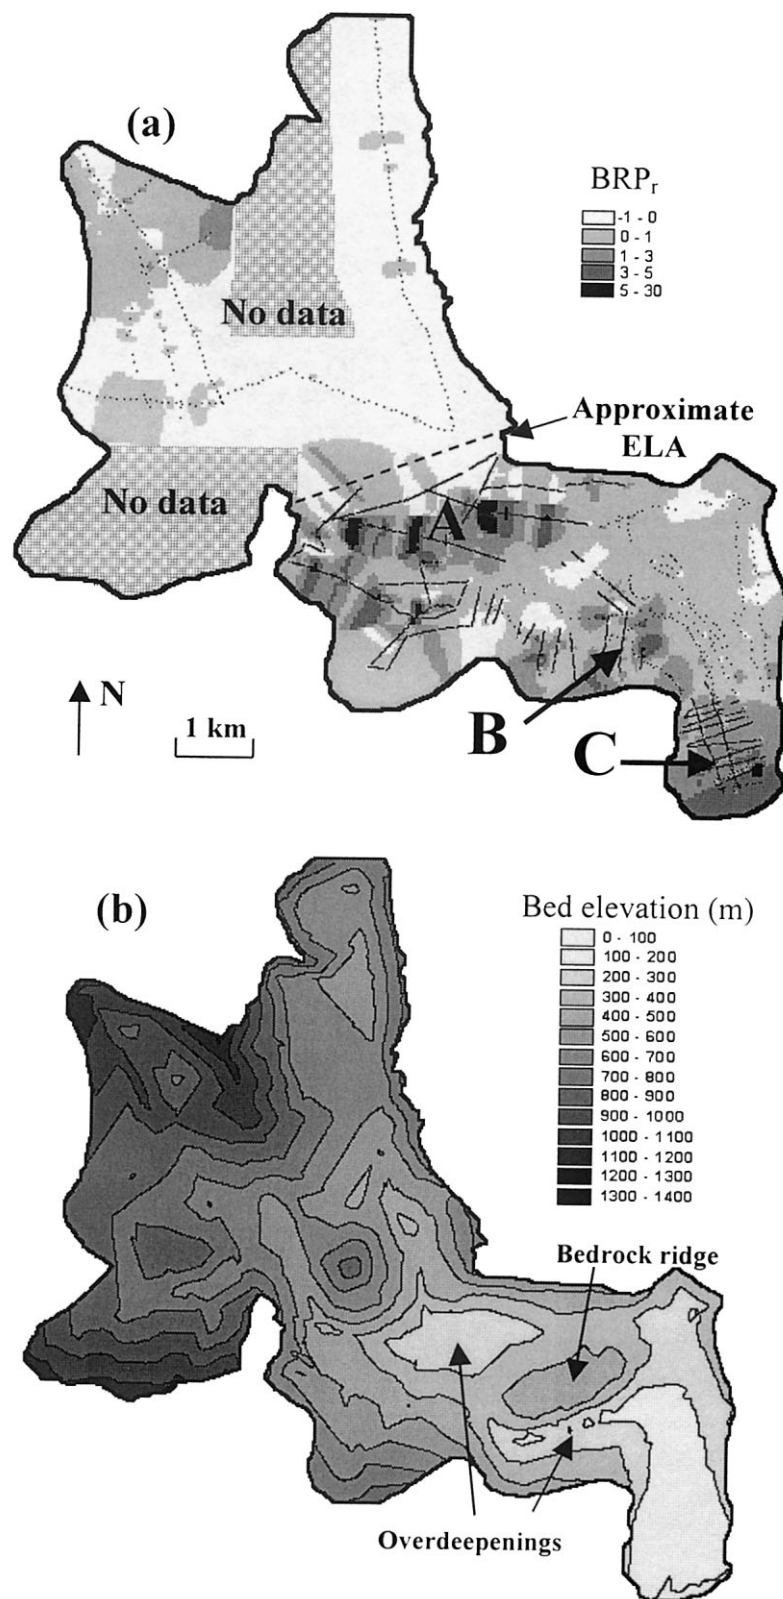 (a)
BRPr
-1 - 0
0 - 1
1 - 3
3 - 5
5 - 30
No data
Approximate
ELA
No data
A
N
1 km
B
C
(b)
Bed elevation (m)
0 - 100
100 - 200
200 - 300
300 - 400
400 - 500
500 - 600
600 - 700
700 - 800
800 - 900
900 - 1000
1000 - 1100
1100 - 1200
1200 - 1300
1300 - 1400
Bedrock ridge
Overdeepenings